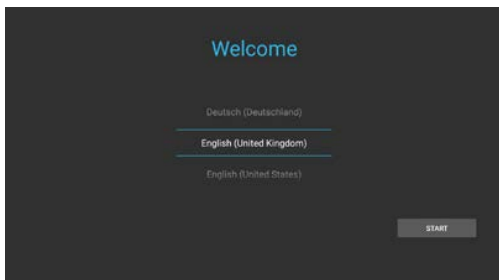 Welcome
Deutsch (Deutschland)
English (United Kingdom)
English (United States)
START